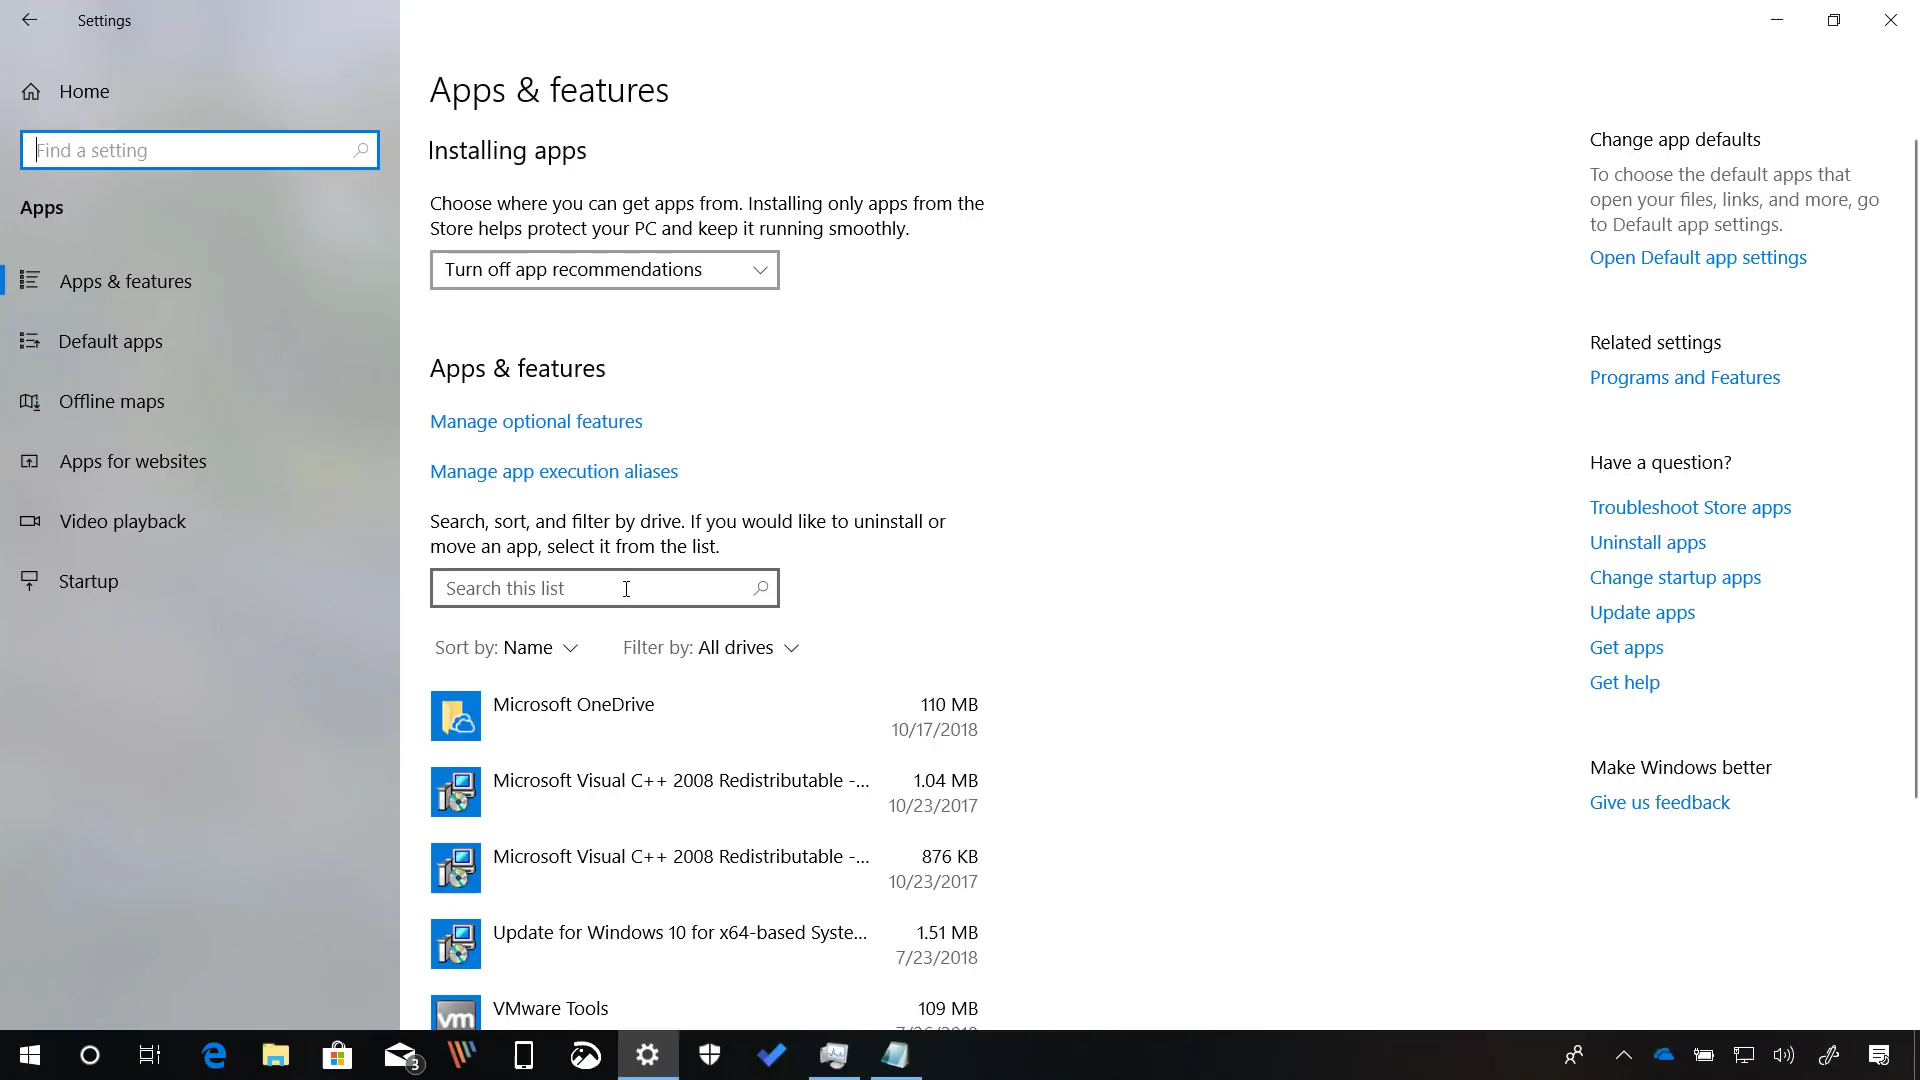 Settings
Home
Find a setting
Apps
Apps & features
Default apps
Offline maps
Apps for websites
Video playback
Startup
Apps & features
Installing apps
Choose where you can get apps from. Installing only apps from the
Store helps protect your PC and keep it running smoothly.
Turn off app recommendations
Apps & features
Manage optional features
Manage app execution aliases
Search, sort, and filter by drive. If you would like to uninstall or
move an app, select it from the list.
Search this list
Sort by: Name Filter by: All drives
Microsoft OneDrive 110 MB
10/17/2018
Microsoft Visual C++ 2008 Redistributable -... 1.04 MB
10/23/2017
Microsoft Visual C++ 2008 Redistributable -... 876 KB
10/23/2017
Update for Windows 10 for x64-based Syste... 1.51 MB
7/23/2018
vm VMware Tools 109 MB
Change app defaults
To choose the default apps that
open your files, links, and more, go
to Default app settings.
Open Default app settings
Related settings
Programs and Features
Have a question?
Troubleshoot Store apps
Uninstall apps
Change startup apps
Update apps
Get apps
Get help
Make Windows better
Give us feedback
3